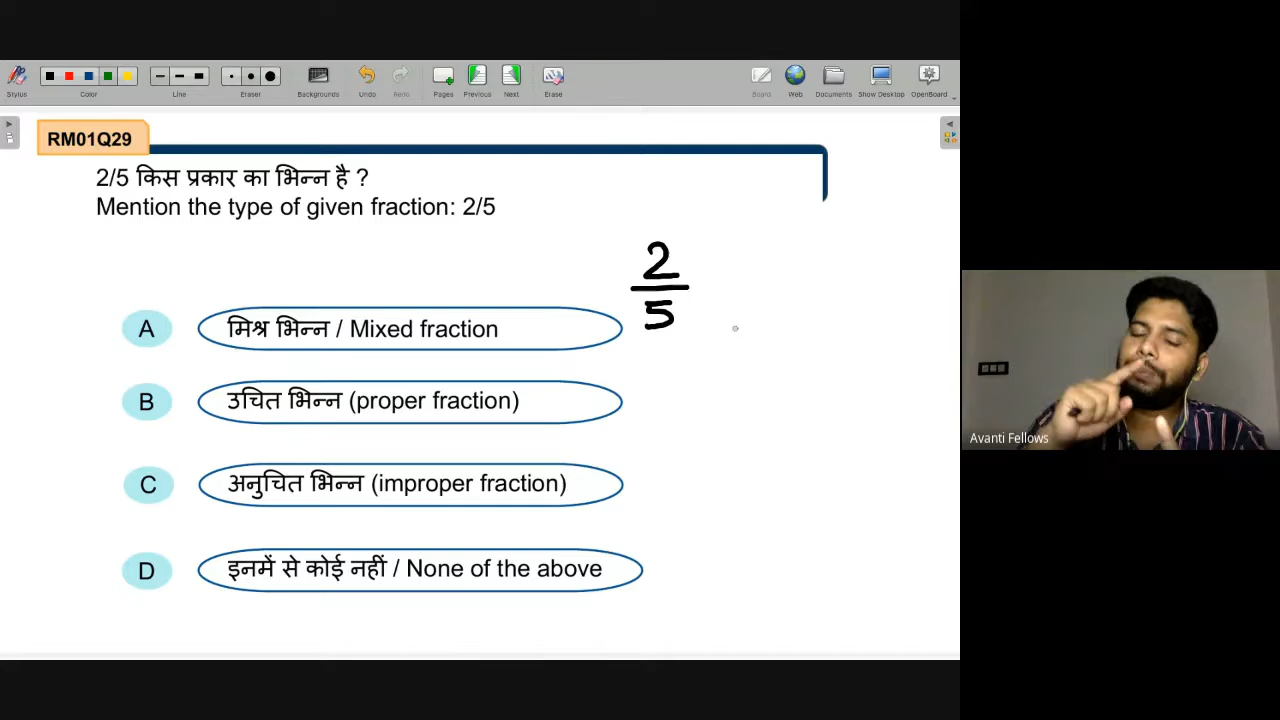 Stylus
Color
Line
Eraser
Backgrounds
Undo
Redo
Pages
Previous
Next
Erase
Board
Web
Documents
Show Desktop
OpenBoard
RM01Q29
2/5 किस प्रकार का भिन्न है ?
Mention the type of given fraction: 2/5
2
5
A मिश्र भिन्न / Mixed fraction
B उचित भिन्न (proper fraction)
C अनुचित भिन्न (improper fraction)
D इनमें से कोई नहीं / None of the above
Avanti Fellows